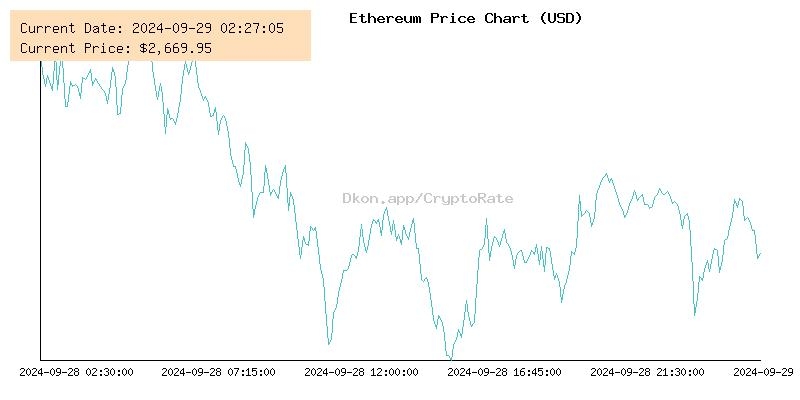 Ethereum Price Chart (USD)
Current Date: 2024-09-29 02:27:05
Current Price: $2,669.95
Dkon.app/CryptoRate
2024-09-28 02:30:00 2024-09-28 07:15:00 2024-09-28 12:00:00 2024-09-28 16:45:00 2024-09-28 21:30:00 2024-09-29